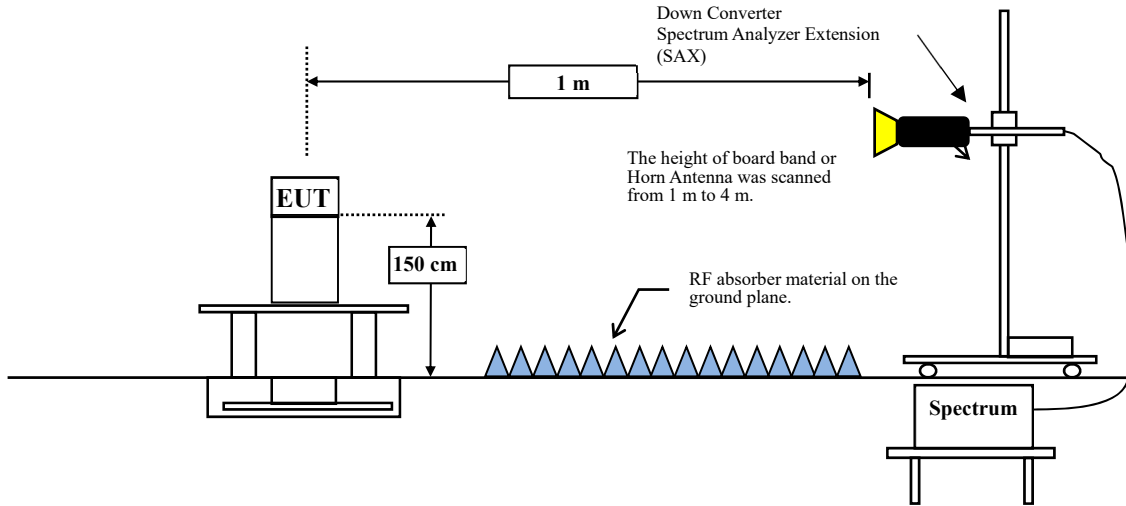 Down Converter
Spectrum Analyzer Extension
(SAX)
1 m
The height of board band or
Horn Antenna was scanned
from 1 m to 4 m.
EUT
150 cm
RF absorber material on the
ground plane.
Spectrum